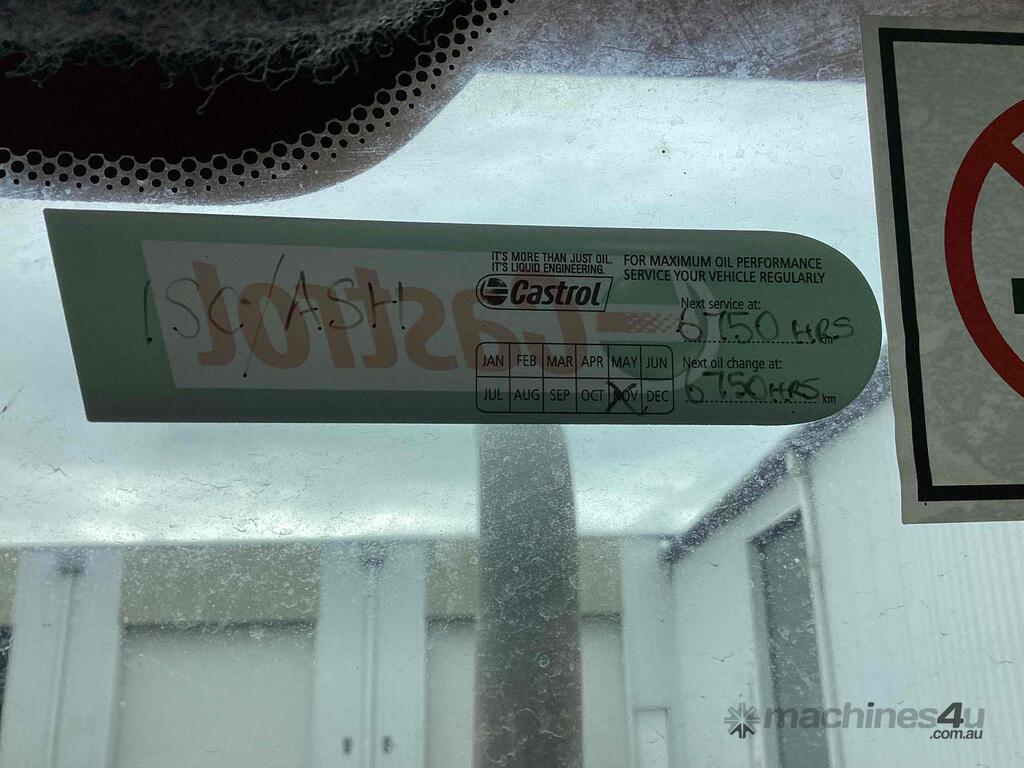 ISC/ASH
Castrol
IT'S MORE THAN JUST OIL.
IT'S LIQUID ENGINEERING.
Castrol
FOR MAXIMUM OIL PERFORMANCE
SERVICE YOUR VEHICLE REGULARLY
Next service at:
6750 HRS km
JAN FEB MAR APR MAY JUN
JUL AUG SEP OCT NOV DEC
Next oil change at:
6750 HRS km
machines4u
.com.au